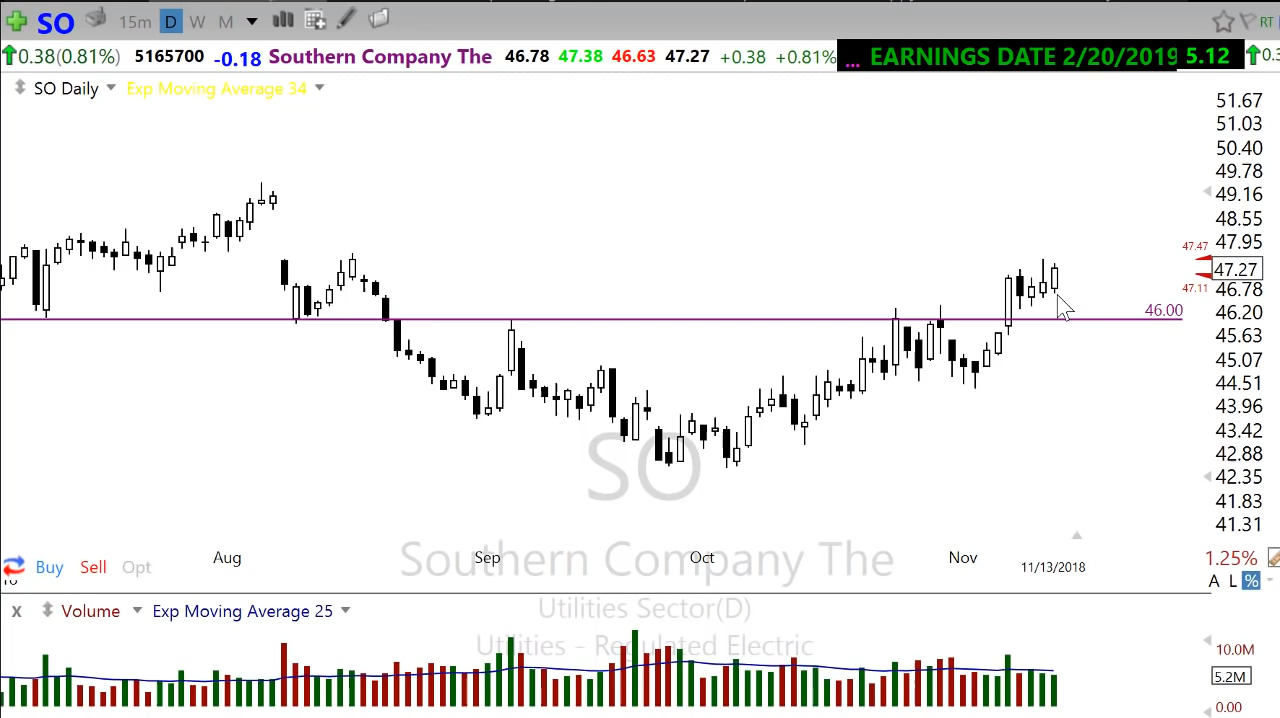 SO 15m D W M RT
0.38(0.81%) 5165700 -0.18 Southern Company The 46.78 47.38 46.63 47.27 +0.38 +0.81% ... EARNINGS DATE 2/20/2019 5.12 0.3
SO Daily Exp Moving Average 34
51.67
51.03
50.40
49.78
49.16
48.55
47.95
47.47
47.27
47.11
46.78
46.00
46.20
45.63
45.07
44.51
43.96
43.42
42.88
42.35
41.83
41.31
SO
Southern Company The
Utilities Sector(D)
Utilities - Regulated Electric
Aug Sep Oct Nov 11/13/2018
Buy Sell Opt
1.25%
A L %
X Volume Exp Moving Average 25
10.0M
5.2M
0.00